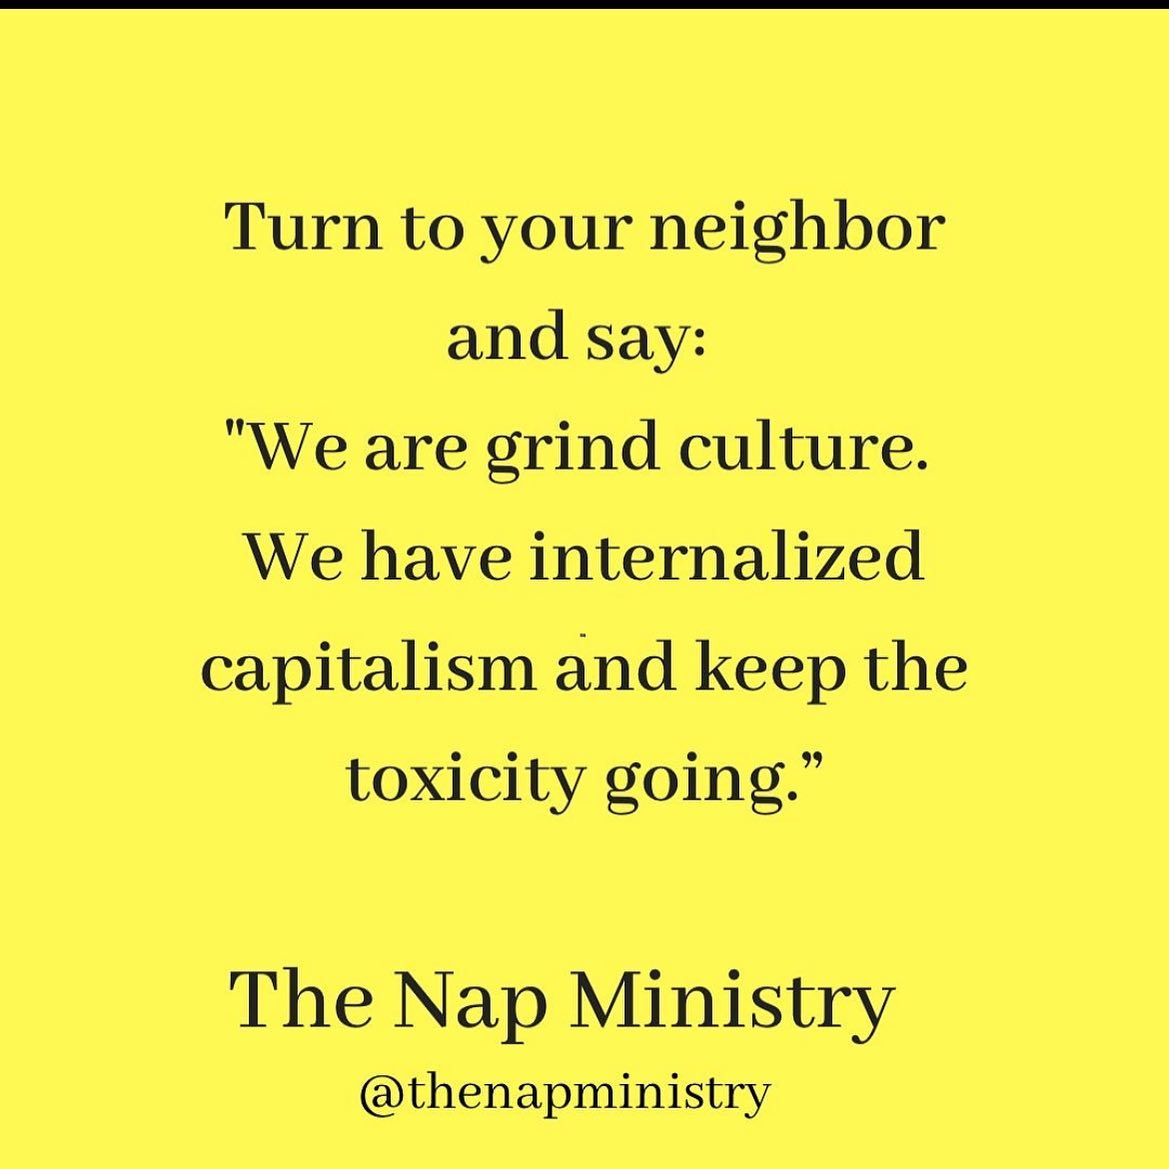 Turn to your neighbor
and say:
"We are grind culture.
We have internalized
capitalism and keep the
toxicity going.”
The Nap Ministry
@thenapministry